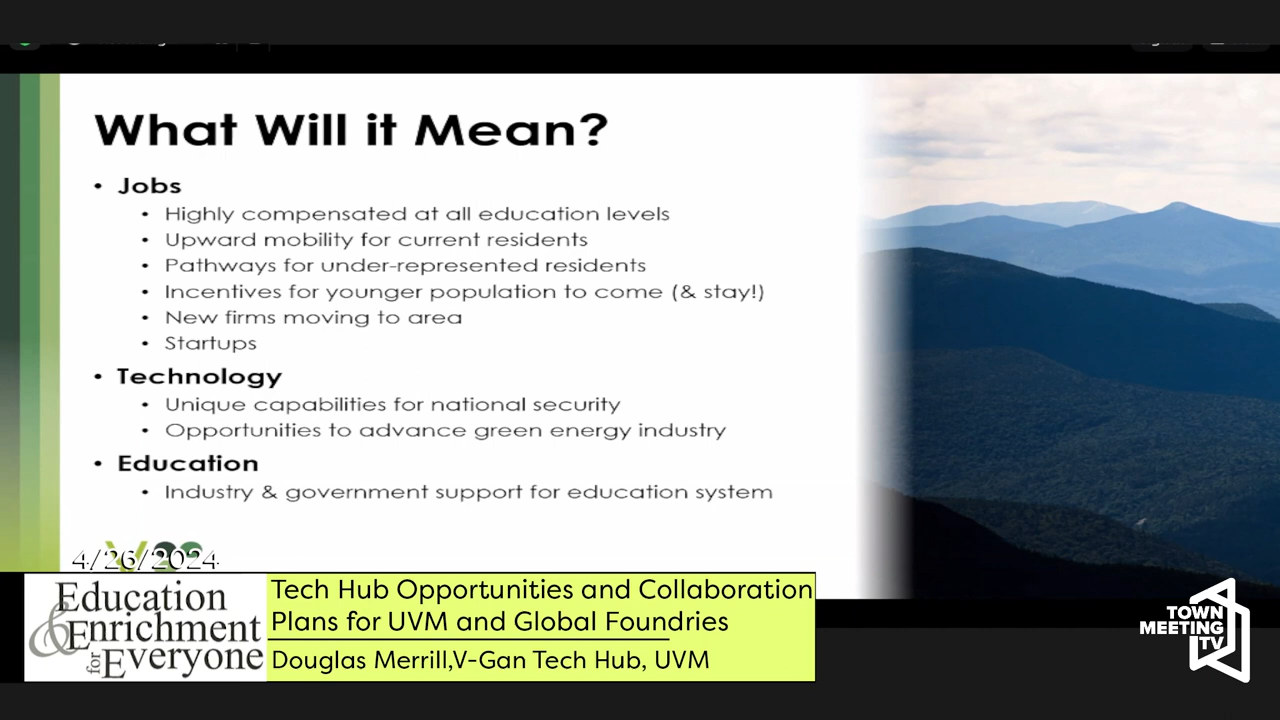 What Will it Mean?
• Jobs
• Highly compensated at all education levels
• Upward mobility for current residents
• Pathways for under-represented residents
• Incentives for younger population to come (& stay!)
• New firms moving to area
• Startups
• Technology
• Unique capabilities for national security
• Opportunities to advance green energy industry
• Education
• Industry & government support for education system
4/26/2024
Education
& Enrichment
for Everyone
Tech Hub Opportunities and Collaboration
Plans for UVM and Global Foundries
Douglas Merrill,V-Gan Tech Hub, UVM
TOWN
MEETING
TV